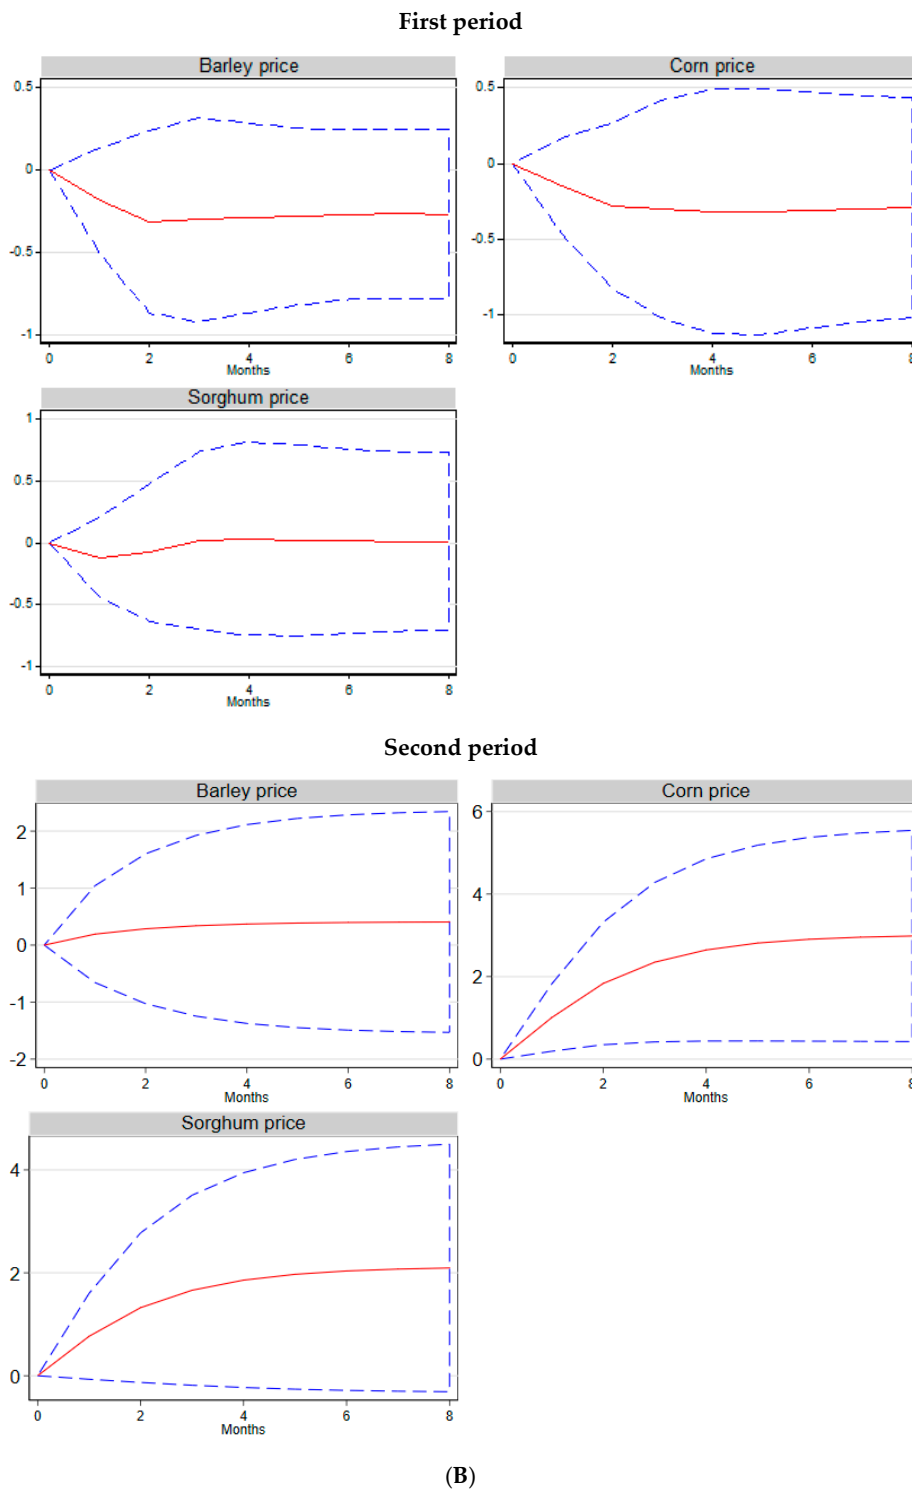 First period
Barley price
0.5
0
-0.5
-1
0 2 4 6 8
Months
Corn price
0.5
0
-0.5
-1
0 2 4 6 8
Months
Sorghum price
1
0.5
0
-0.5
-1
0 2 4 6 8
Months
Second period
Barley price
2
1
0
-1
-2
0 2 4 6 8
Months
Corn price
6
4
2
0
0 2 4 6 8
Months
Sorghum price
4
2
0
0 2 4 6 8
Months
(B)